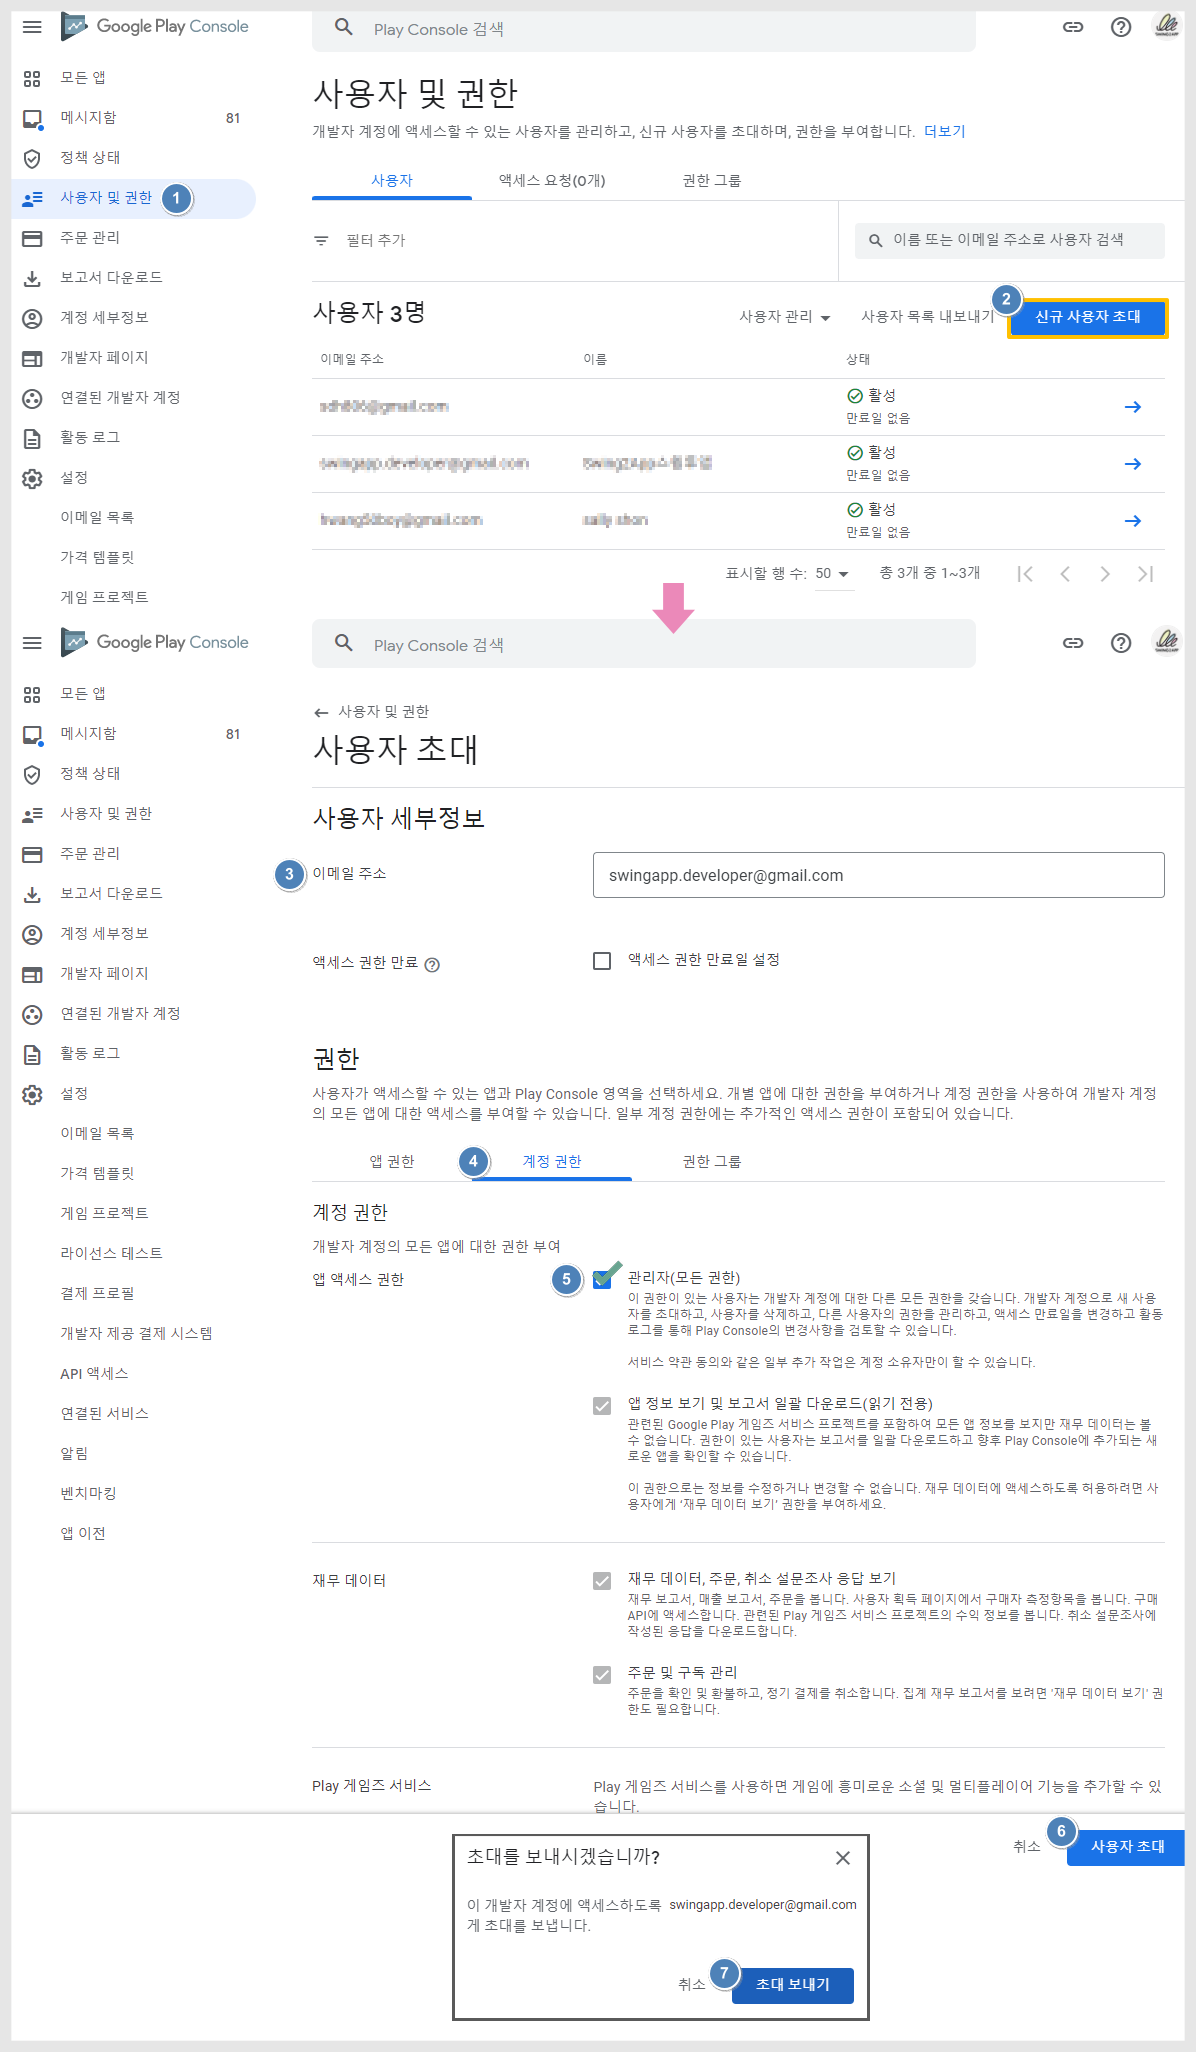 Google Play Console
Play Console 검색
모든 앱
메시지함 81
정책 상태
사용자 및 권한 1
주문 관리
보고서 다운로드
계정 세부정보
개발자 페이지
연결된 개발자 계정
활동 로그
설정
이메일 목록
가격 템플릿
게임 프로젝트
사용자 및 권한
개발자 계정에 액세스할 수 있는 사용자를 관리하고, 신규 사용자를 초대하며, 권한을 부여합니다. 더보기
사용자 액세스 요청(0개) 권한 그룹
필터 추가 이름 또는 이메일 주소로 사용자 검색
사용자 3명 사용자 관리 사용자 목록 내보내기 2 신규 사용자 초대
이메일 주소 이름 상태
활성
만료일 없음
swingapp.developer@gmail.com 활성
만료일 없음
활성
만료일 없음
표시할 행 수: 50 총 3개 중 1~3개
Google Play Console
Play Console 검색
모든 앱
메시지함 81
정책 상태
사용자 및 권한
주문 관리
보고서 다운로드
계정 세부정보
개발자 페이지
연결된 개발자 계정
활동 로그
설정
이메일 목록
가격 템플릿
게임 프로젝트
라이선스 테스트
결제 프로필
개발자 제공 결제 시스템
API 액세스
연결된 서비스
알림
벤치마킹
앱 이전
사용자 및 권한
사용자 초대
사용자 세부정보
3 이메일 주소 swingapp.developer@gmail.com
액세스 권한 만료 액세스 권한 만료일 설정
권한
사용자가 액세스할 수 있는 앱과 Play Console 영역을 선택하세요. 개별 앱에 대한 권한을 부여하거나 계정 권한을 사용하여 개발자 계정
의 모든 앱에 대한 액세스를 부여할 수 있습니다. 일부 계정 권한에는 추가적인 액세스 권한이 포함되어 있습니다.
앱 권한 4 계정 권한 권한 그룹
계정 권한
개발자 계정의 모든 앱에 대한 권한 부여
앱 액세스 권한 5 관리자(모든 권한)
이 권한이 있는 사용자는 개발자 계정에 대한 다른 모든 권한을 갖습니다. 개발자 계정으로 새 사용
자를 초대하고, 사용자를 삭제하고, 다른 사용자의 권한을 관리하고, 액세스 만료일을 변경하고 활동
로그를 통해 Play Console의 변경사항을 검토할 수 있습니다.
서비스 약관 동의와 같은 일부 추가 작업은 계정 소유자만이 할 수 있습니다.
앱 정보 보기 및 보고서 일괄 다운로드(읽기 전용)
관련된 Google Play 게임즈 서비스 프로젝트를 포함하여 모든 앱 정보를 보지만 재무 데이터는 볼
수 없습니다. 권한이 있는 사용자는 보고서를 일괄 다운로드하고 향후 Play Console에 추가되는 새
로운 앱을 확인할 수 있습니다.
이 권한으로는 정보를 수정하거나 변경할 수 없습니다. 재무 데이터에 액세스하도록 허용하려면 사
용자에게 '재무 데이터 보기' 권한을 부여하세요.
재무 데이터 재무 데이터, 주문, 취소 설문조사 응답 보기
재무 보고서, 매출 보고서, 주문을 봅니다. 사용자 획득 페이지에서 구매자 측정항목을 봅니다. 구매
API에 액세스합니다. 관련된 Play 게임즈 서비스 프로젝트의 수익 정보를 봅니다. 취소 설문조사에
작성된 응답을 다운로드합니다.
주문 및 구독 관리
주문을 확인 및 환불하고, 정기 결제를 취소합니다. 집계 재무 보고서를 보려면 '재무 데이터 보기' 권
한도 필요합니다.
Play 게임즈 서비스 Play 게임즈 서비스를 사용하면 게임에 흥미로운 소셜 및 멀티플레이어 기능을 추가할 수 있
습니다.
취소 6 사용자 초대
초대를 보내시겠습니까?
이 개발자 계정에 액세스하도록 swingapp.developer@gmail.com
게 초대를 보냅니다.
취소 7 초대 보내기